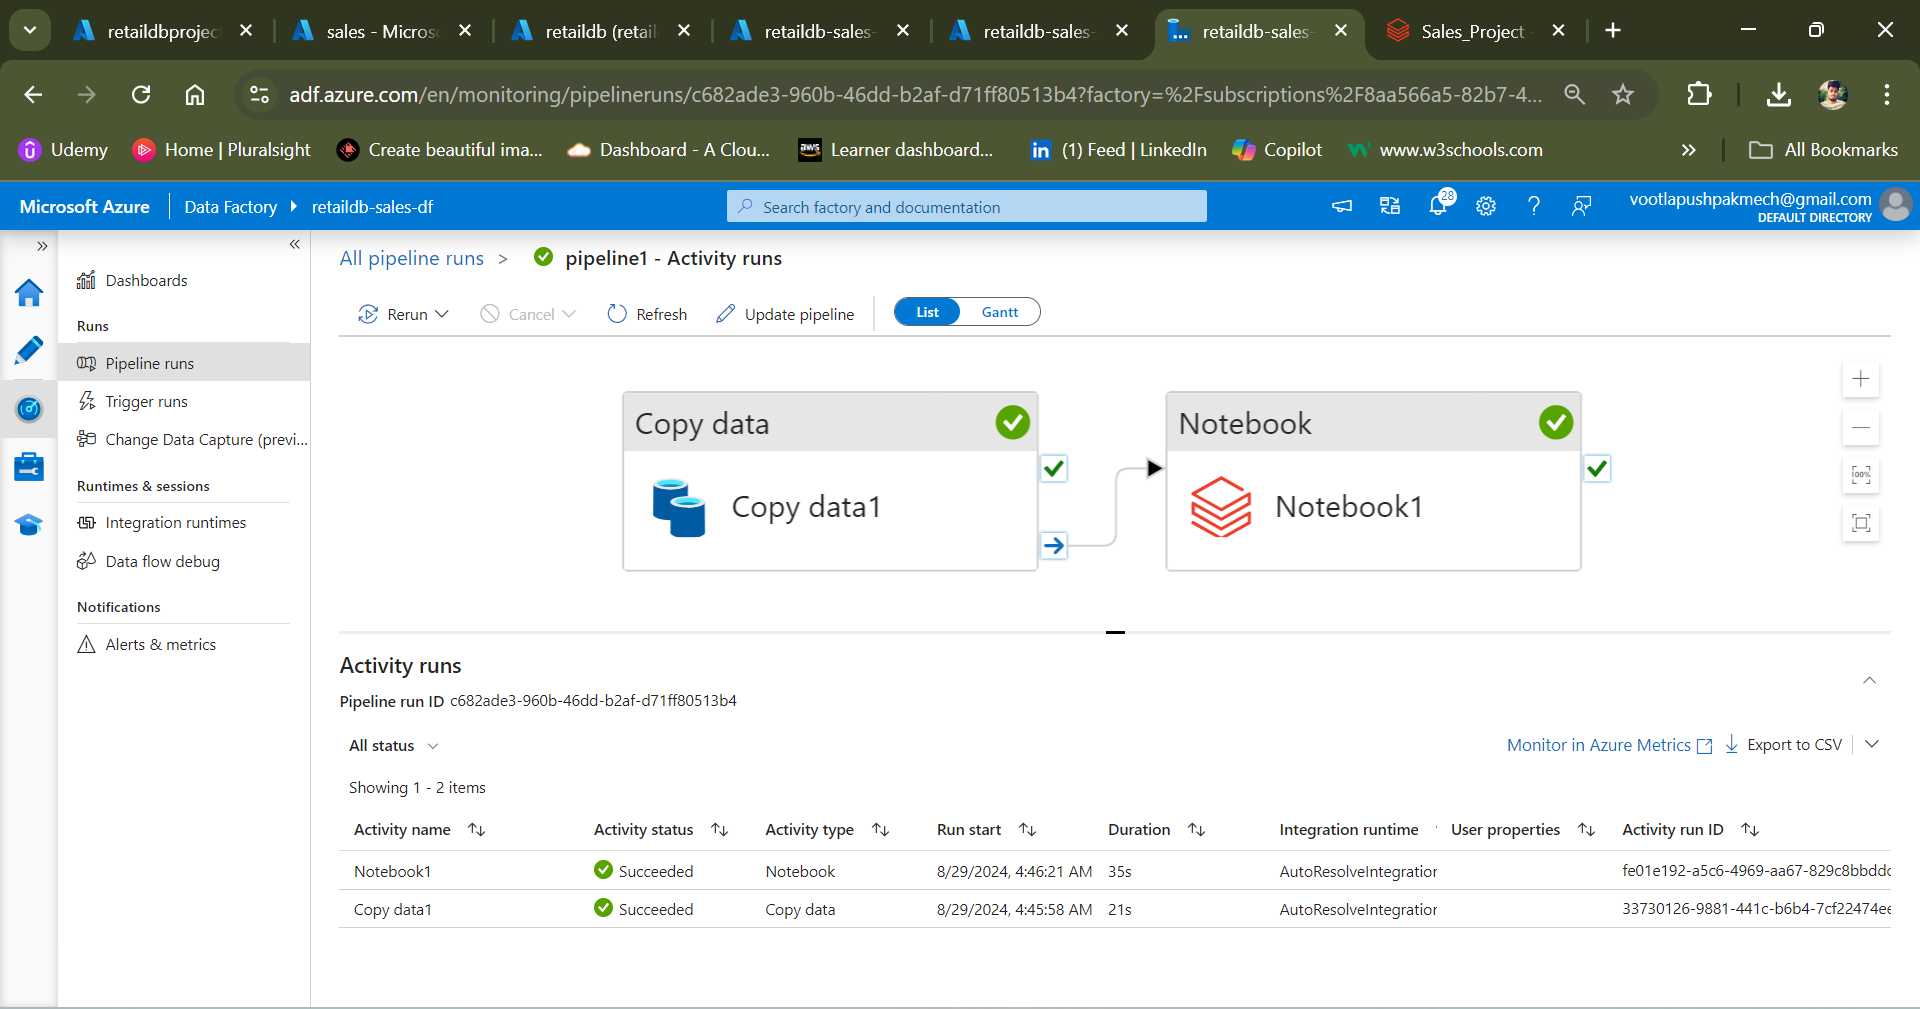 retaildbprojec
sales - Micros
retaildb (retail
retaildb-sales-
retaildb-sales-
retaildb-sales-
Sales_Project
adf.azure.com/en/monitoring/pipelineruns/c682ade3-960b-46dd-b2af-d71ff80513b4?factory=%2Fsubscriptions%2F8aa566a5-82b7-4...
Udemy
Home | Pluralsight
Create beautiful ima...
Dashboard - A Clou...
aws
Learner dashboard...
in
(1) Feed | LinkedIn
Copilot
www.w3schools.com
All Bookmarks
Microsoft Azure
Data Factory
retaildb-sales-df
Search factory and documentation
28
vootlapushpakmech@gmail.com
DEFAULT DIRECTORY
Dashboards
Runs
Pipeline runs
Trigger runs
Change Data Capture (previ...
Runtimes & sessions
Integration runtimes
Data flow debug
Notifications
Alerts & metrics
All pipeline runs > pipeline1 - Activity runs
Rerun
Cancel
Refresh
Update pipeline
List
Gantt
Copy data
Copy data1
Notebook
Notebook1
100%
Activity runs
Pipeline run ID c682ade3-960b-46dd-b2af-d71ff80513b4
All status
Monitor in Azure Metrics
Export to CSV
Showing 1 - 2 items
Activity name Activity status Activity type Run start Duration Integration runtime User properties Activity run ID
Notebook1 Succeeded Notebook 8/29/2024, 4:46:21 AM 35s AutoResolveIntegration fe01e192-a5c6-4969-aa67-829c8bbddc
Copy data1 Succeeded Copy data 8/29/2024, 4:45:58 AM 21s AutoResolveIntegration 33730126-9881-441c-b6b4-7cf22474ee